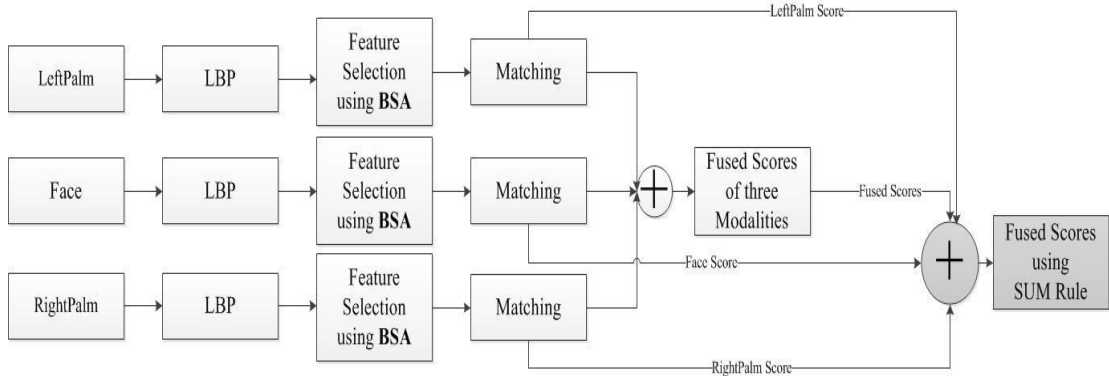 LeftPalm Score
LeftPalm
LBP
Feature
Selection
using BSA
Matching
Face
LBP
Feature
Selection
using BSA
Matching
+
Fused Scores
of three
Modalities
Fused Scores
Face Score
+
Fused Scores
using
SUM Rule
RightPalm
LBP
Feature
Selection
using BSA
Matching
RightPalm Score